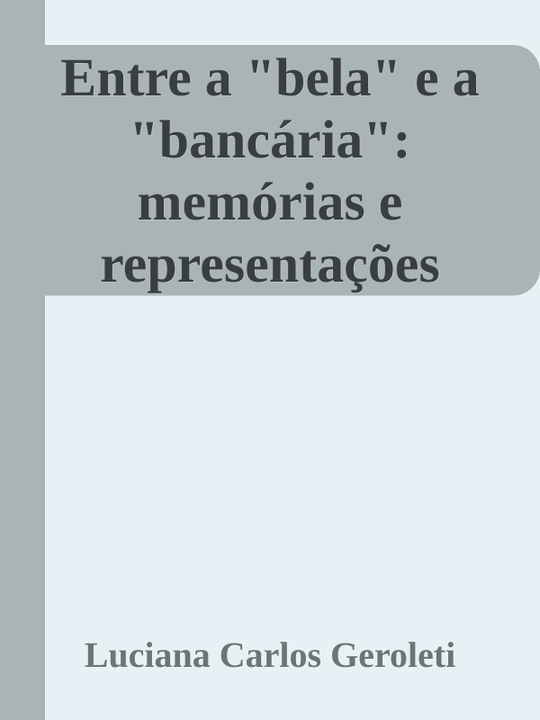 Entre a "bela" e a
"bancária":
memórias e
representações
Luciana Carlos Geroleti